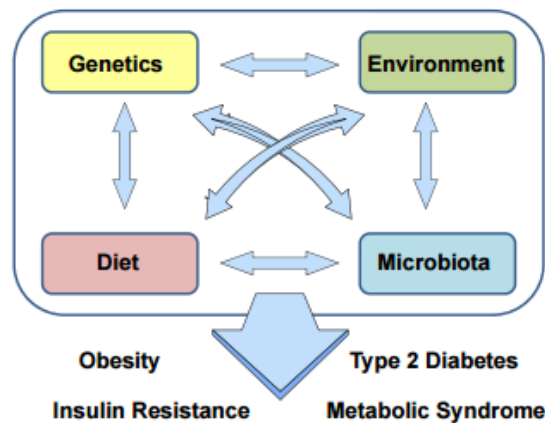 Genetics
Environment
Diet
Microbiota
Obesity
Type 2 Diabetes
Insulin Resistance
Metabolic Syndrome